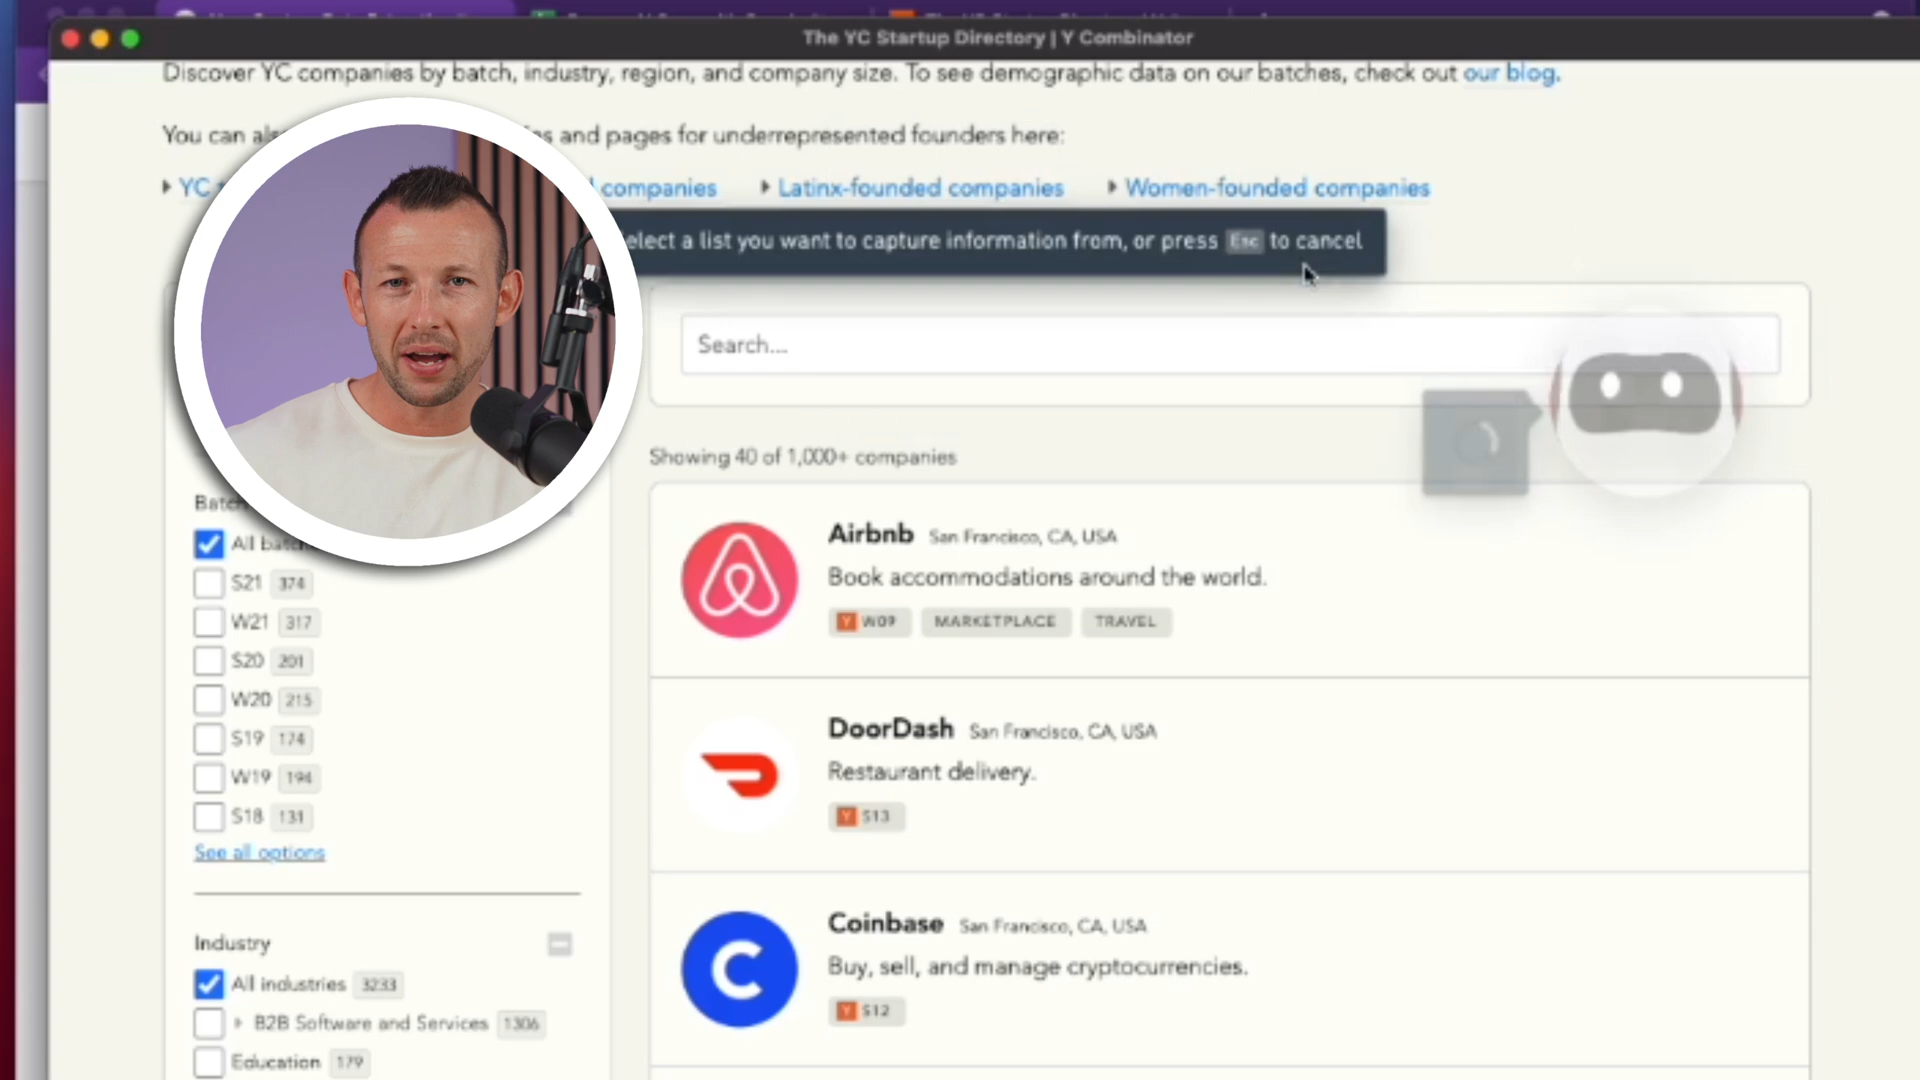 The YC Startup Directory | Y Combinator
Discover YC companies by batch, industry, region, and company size. To see demographic data on our batches, check out our blog.
You can and pages for underrepresented founders here:
YC companies Latinx-founded companies Women-founded companies
elect a list you want to capture information from, or press Esc to cancel
Search....
Showing 40 of 1,000+ companies
Airbnb San Francisco, CA, USA
Book accommodations around the world.
Y W09 MARKETPLACE TRAVEL
DoorDash San Francisco, CA, USA
Restaurant delivery.
Y S13
Coinbase San Francisco, CA, USA
Buy, sell, and manage cryptocurrencies.
Y S12
Batch
All batch
S21 374
W21 317
S20 201
W20 215
S19 174
W19 194
S18 131
See all options
Industry
All industries 3233
B2B Software and Services 1306
Education 179